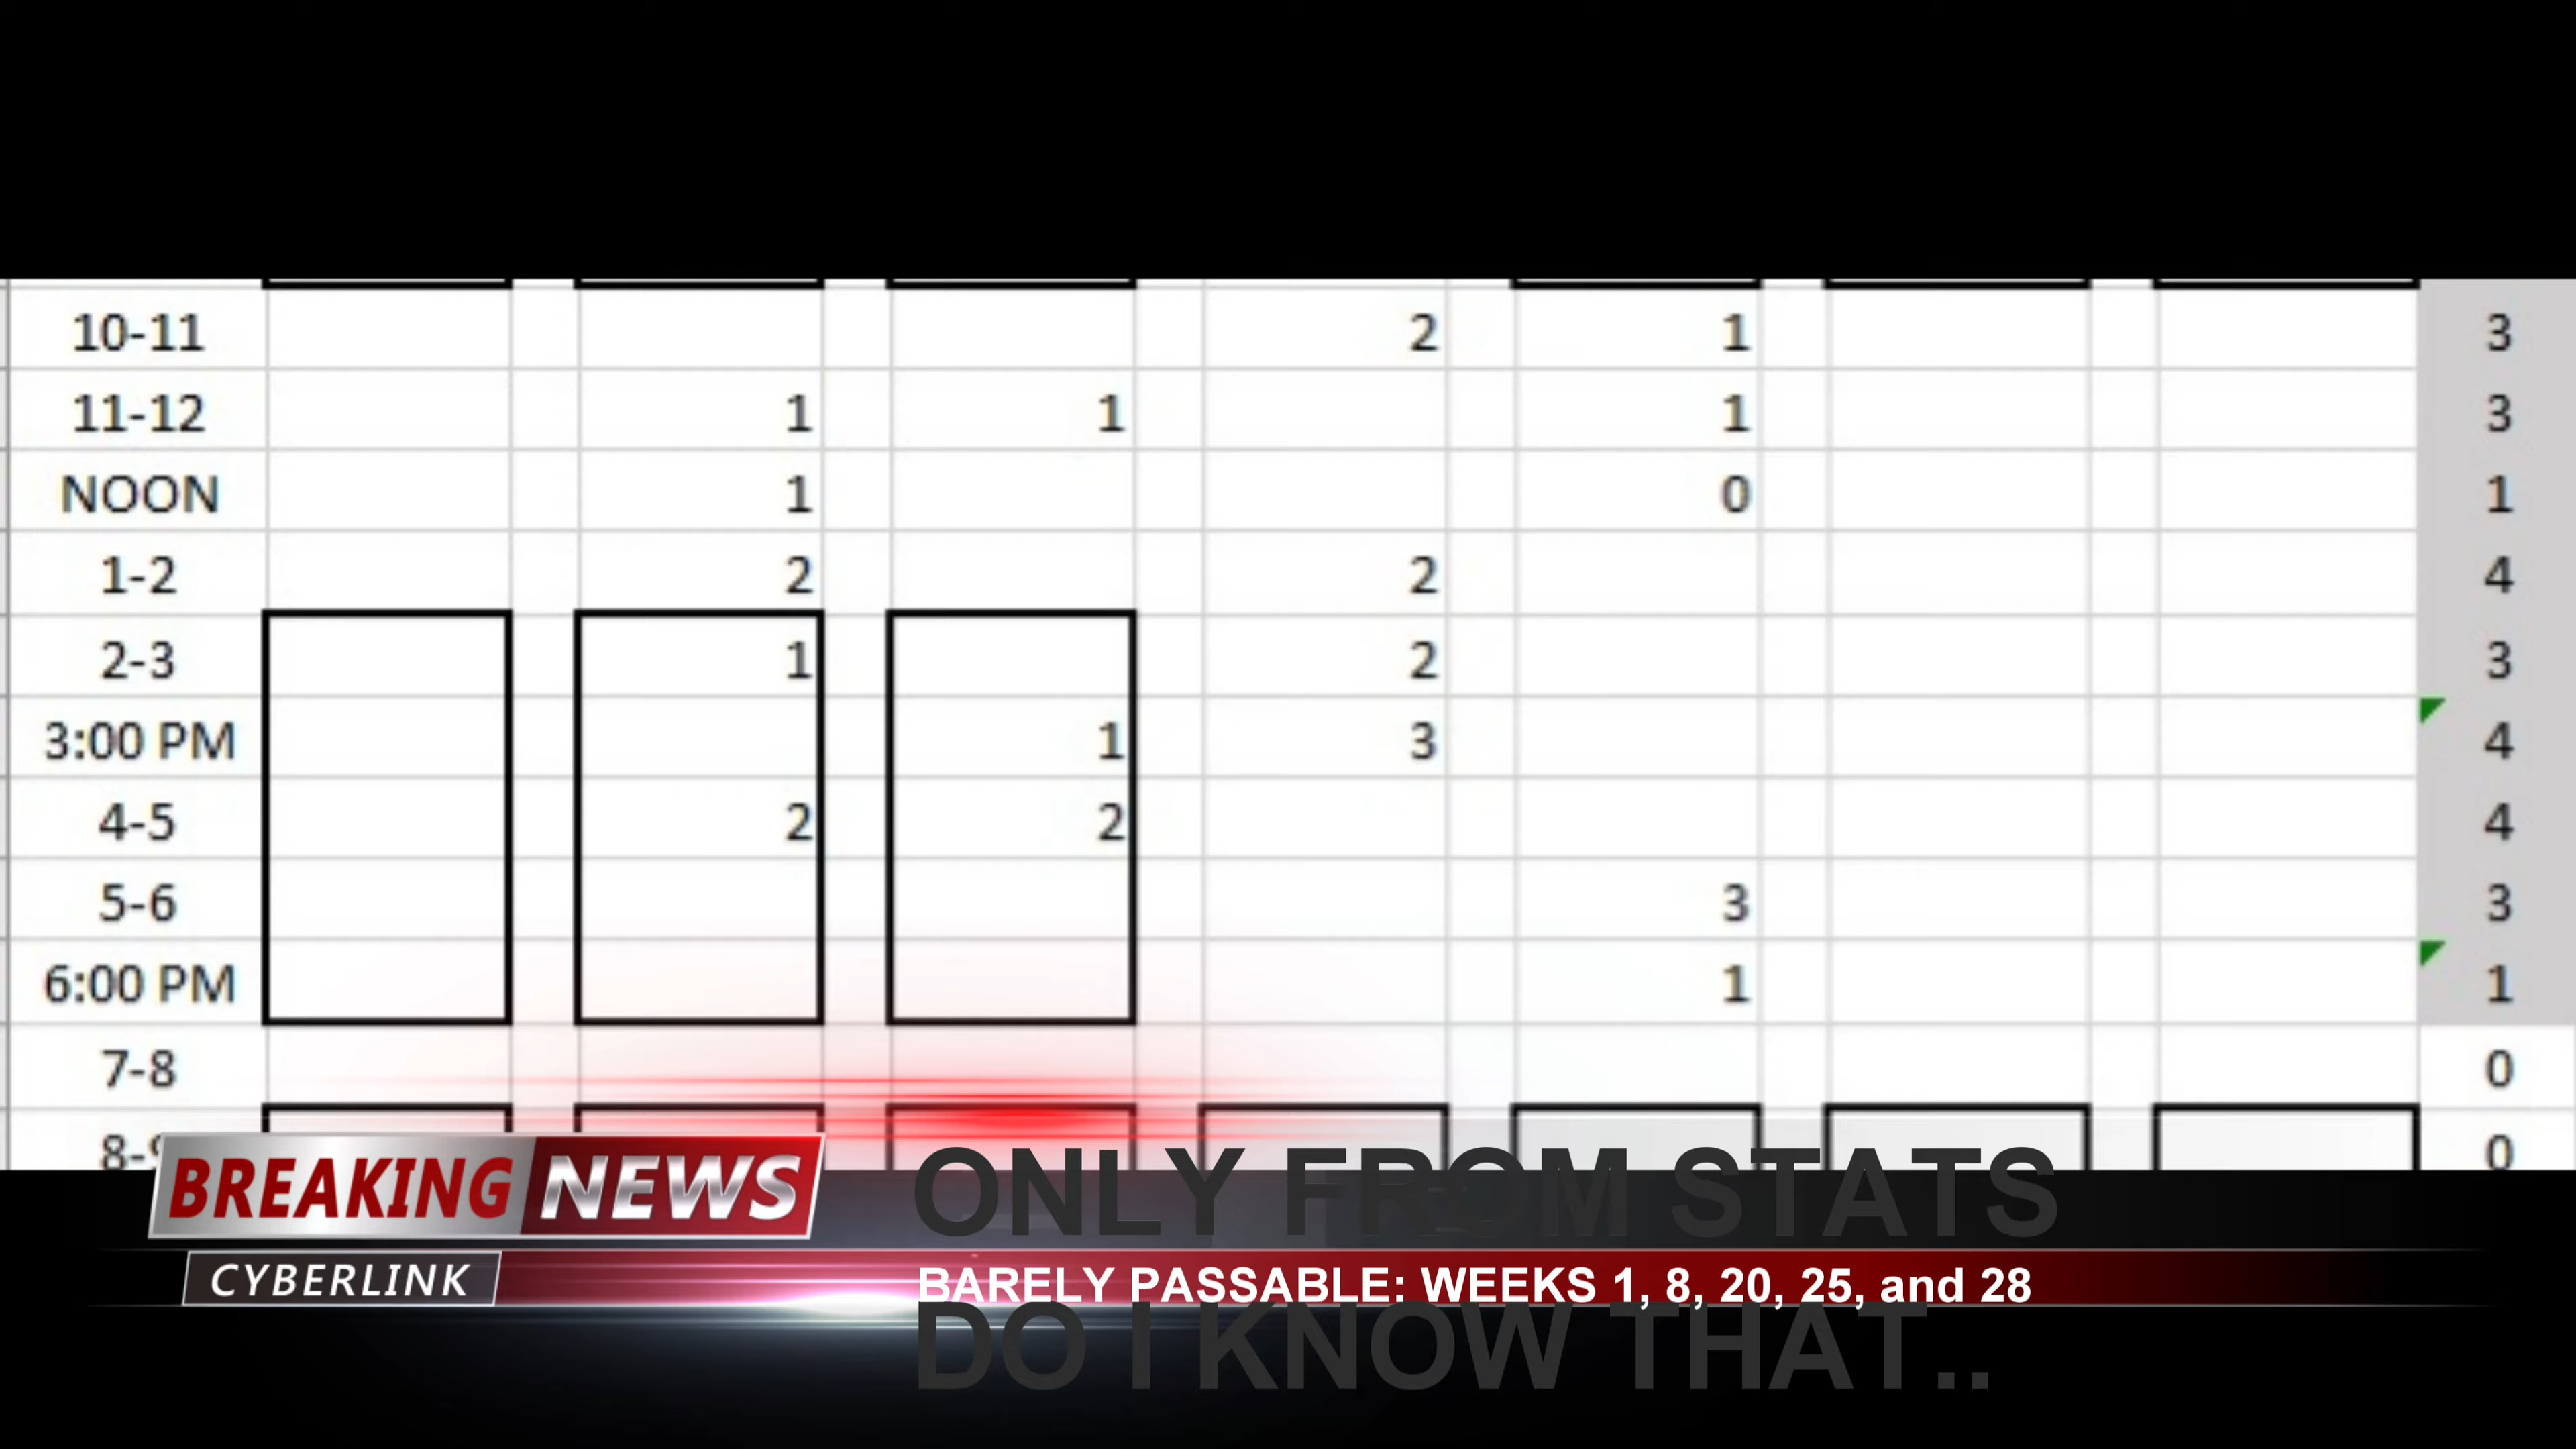 10-11 2 1 3
11-12 1 1 1 3
NOON 1 0 1
1-2 2 2 4
2-3 1 2 3
3:00 PM 1 3 4
4-5 2 2 4
5-6 3 3
6:00 PM 1 1
7-8 0
8- 0
BREAKING NEWS
ONLY FROM STATS
CYBERLINK
BARELY PASSABLE: WEEKS 1, 8, 20, 25, and 28
DO I KNOW THAT..